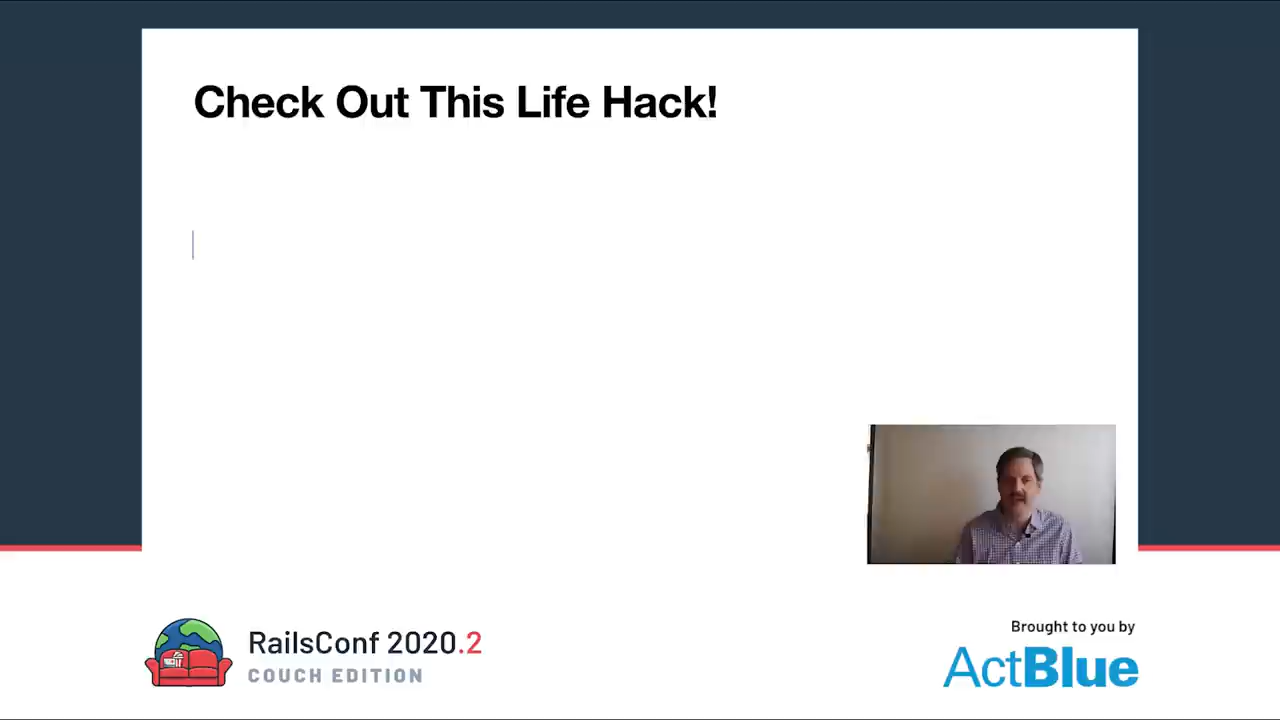 Check Out This Life Hack!
RailsConf 2020.2
COUCH EDITION
Brought to you by
ActBlue